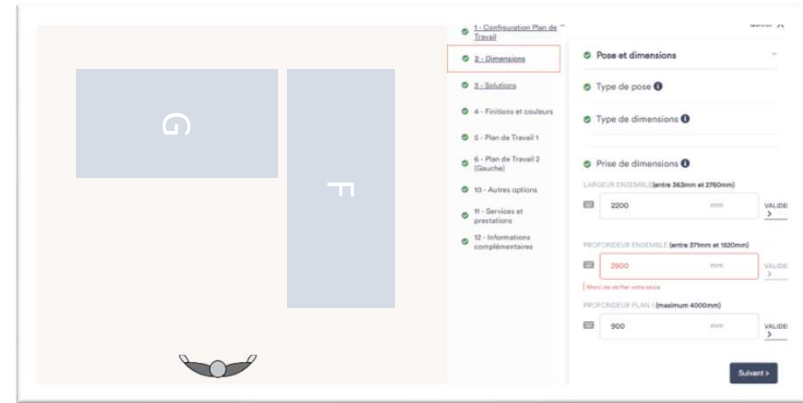 G
F
1 - Configuration Plan de
Travail
2 - Dimensions
3 - Solutions
4 - Finitions et couleurs
5 - Plan de Travail 1
6 - Plan de Travail 2
(Gauche)
10 - Autres options
11 - Services et
prestations
12 - Informations
complémentaires
Pose et dimensions
Type de pose
Type de dimensions
Prise de dimensions
LARGEUR ENSEMBLE (entre 363mm et 2760mm)
2200 mm VALIDE
>
PROFONDEUR ENSEMBLE (entre 371mm et 1820mm)
2800 mm VALIDE
>
Merci de vérifier votre saisie
PROFONDEUR PLAN 1 (maximum 4000mm)
900 mm VALIDE
>
Suivant >